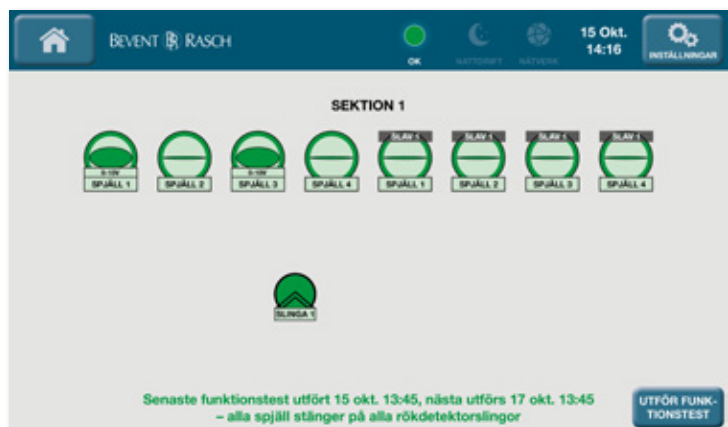 BEVENT RASCH
OK
NATTDRIFT
NÄTVERK
15 Okt.
14:16
INSTÄLLNINGAR
SEKTION 1
SLAV 1
SLAV 1
SLAV 1
SLAV 1
0-10V
0-10V
SPJÄLL 1
SPJÄLL 2
SPJÄLL 3
SPJÄLL 4
SPJÄLL 1
SPJÄLL 2
SPJÄLL 3
SPJÄLL 4
SLINGA 1
Senaste funktionstest utfört 15 okt. 13:45, nästa utförs 17 okt. 13:45
– alla spjäll stänger på alla rökdetektorslingor
UTFÖR FUNK-
TIONSTEST